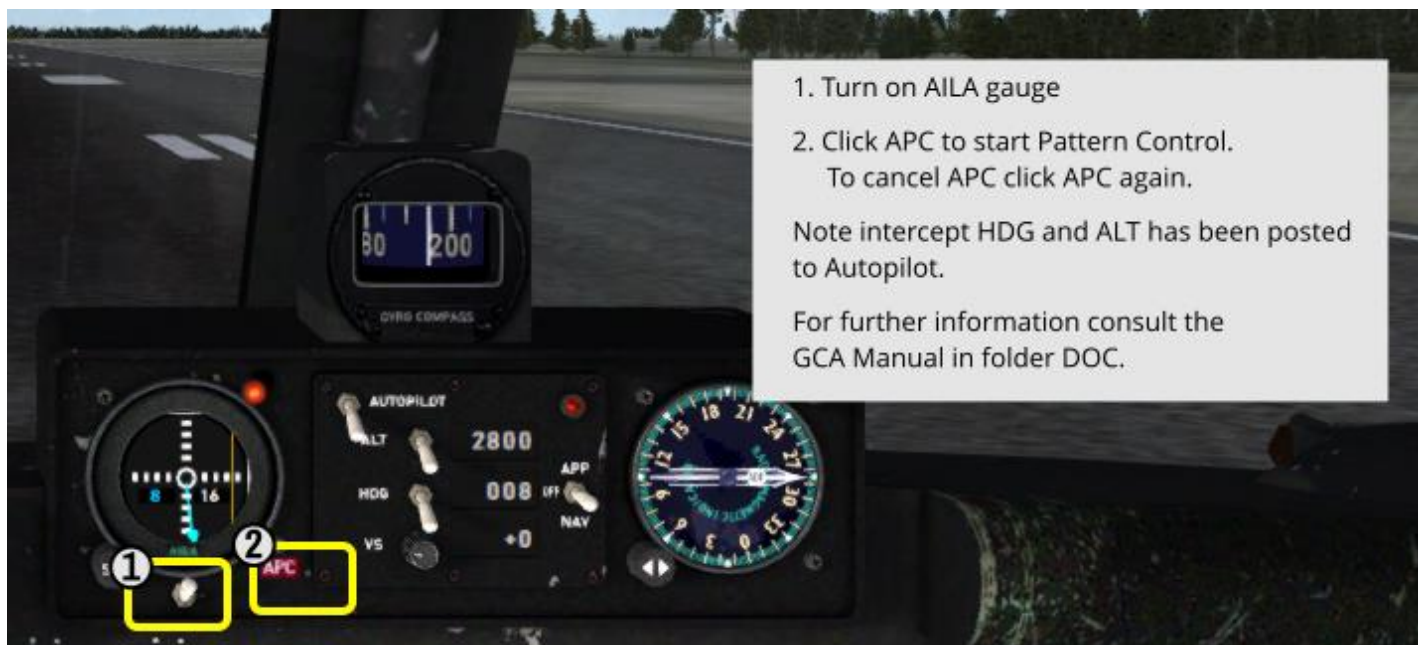 1. Turn on AILA gauge
2. Click APC to start Pattern Control.
To cancel APC click APC again.
Note intercept HDG and ALT has been posted
to Autopilot.
For further information consult the
GCA Manual in folder DOC.
80 200
GYRO COMPASS
AUTOPILOT
ALT 2800
APP
HDG 008 OFF
NAV
VS +0
8 16
AILA
1
2
APC
18 21 24 27 30 33 0 3 6 9 12 15